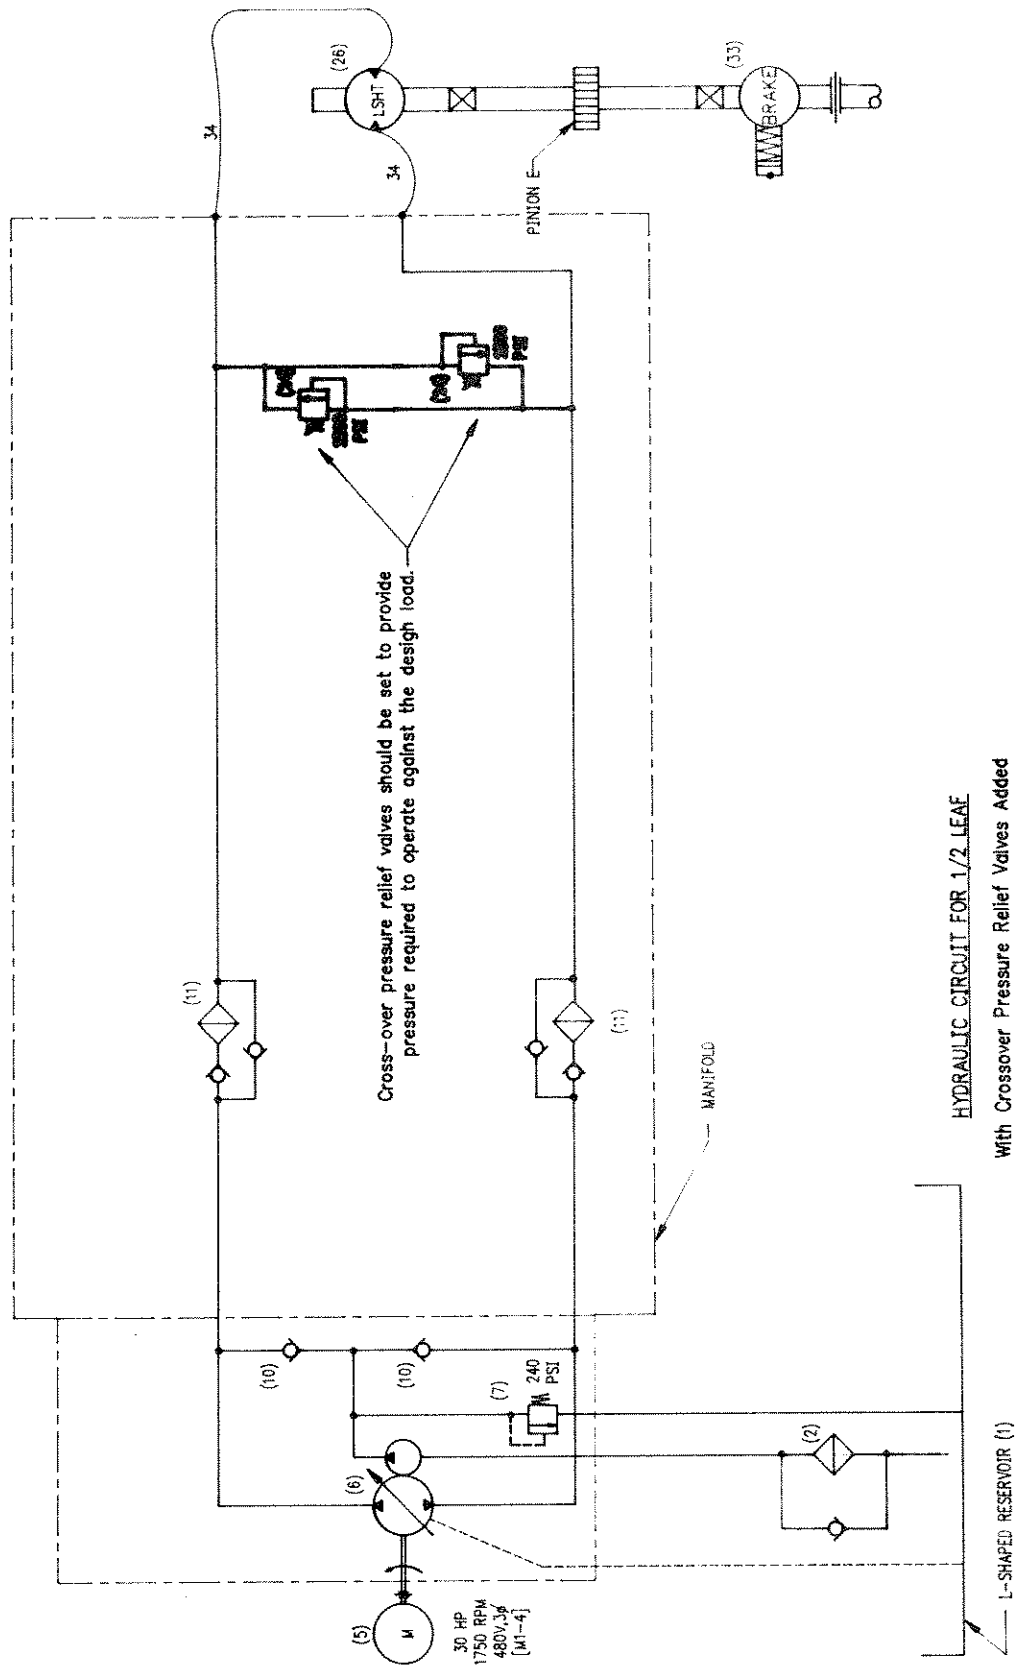 34
(26)
LSHT
34
PINION E
(33)
BRAKE
PSI
PSI
Cross-over pressure relief valves should be set to provide
pressure required to operate against the desigh load.
(11)
(11)
MANIFOLD
(10)
(10)
(7)
240
PSI
(6)
(2)
(5)
M
30 HP
1750 RPM
480V,3ϕ
[M1-4]
L-SHAPED RESERVOIR (1)
HYDRAULIC CIRCUIT FOR 1/2 LEAF
With Crossover Pressure Relief Valves Added